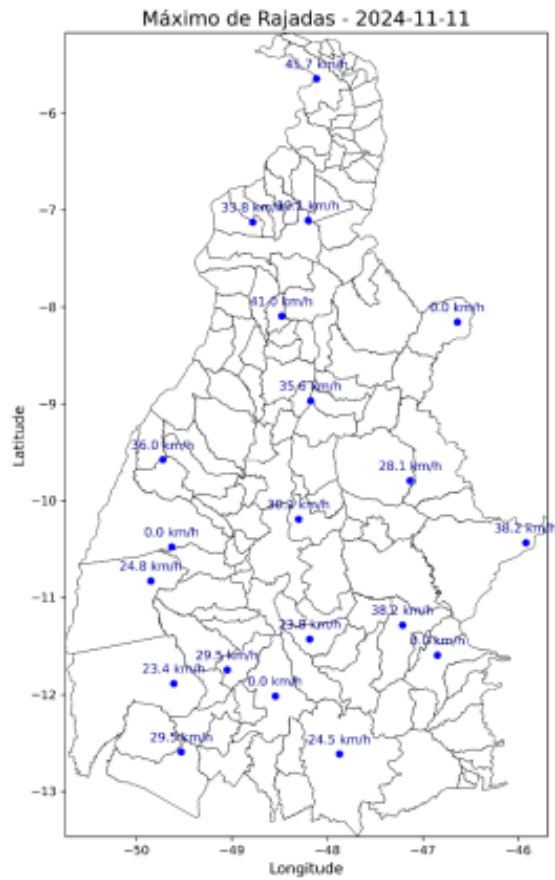 Máximo de Rajadas - 2024-11-11
45.7 km/h
33.8 km/h
41.0 km/h
0.0 km/h
35.6 km/h
36.0 km/h
28.1 km/h
38.2 km/h
0.0 km/h
24.8 km/h
38.2 km/h
23.8 km/h
0.0 km/h
29.5 km/h
23.4 km/h
0.0 km/h
29.5 km/h
24.5 km/h
−6
−7
−8
−9
−10
−11
−12
−13
Latitude
−50
−49
−48
−47
−46
Longitude